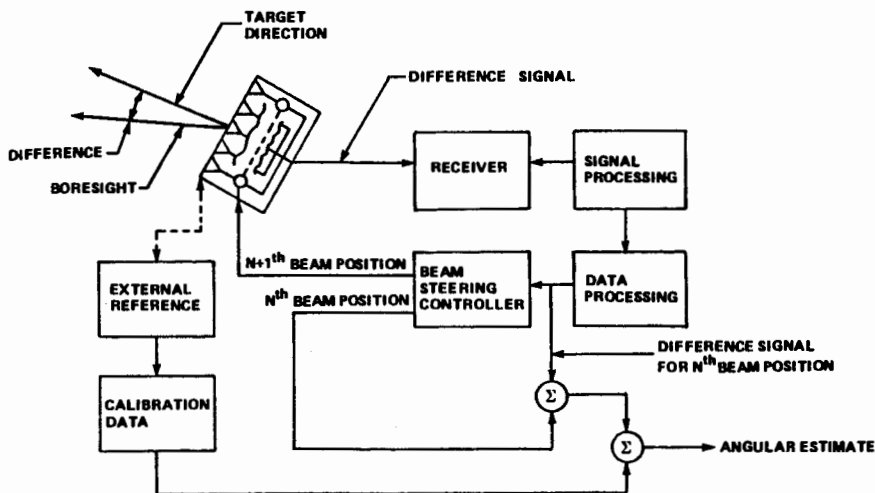 TARGET
DIRECTION
DIFFERENCE SIGNAL
DIFFERENCE
BORESIGHT
RECEIVER
SIGNAL
PROCESSING
N+1th BEAM POSITION
Nth BEAM POSITION
BEAM
STEERING
CONTROLLER
DATA
PROCESSING
EXTERNAL
REFERENCE
DIFFERENCE SIGNAL
FOR Nth BEAM POSITION
CALIBRATION
DATA
Σ
Σ
ANGULAR ESTIMATE